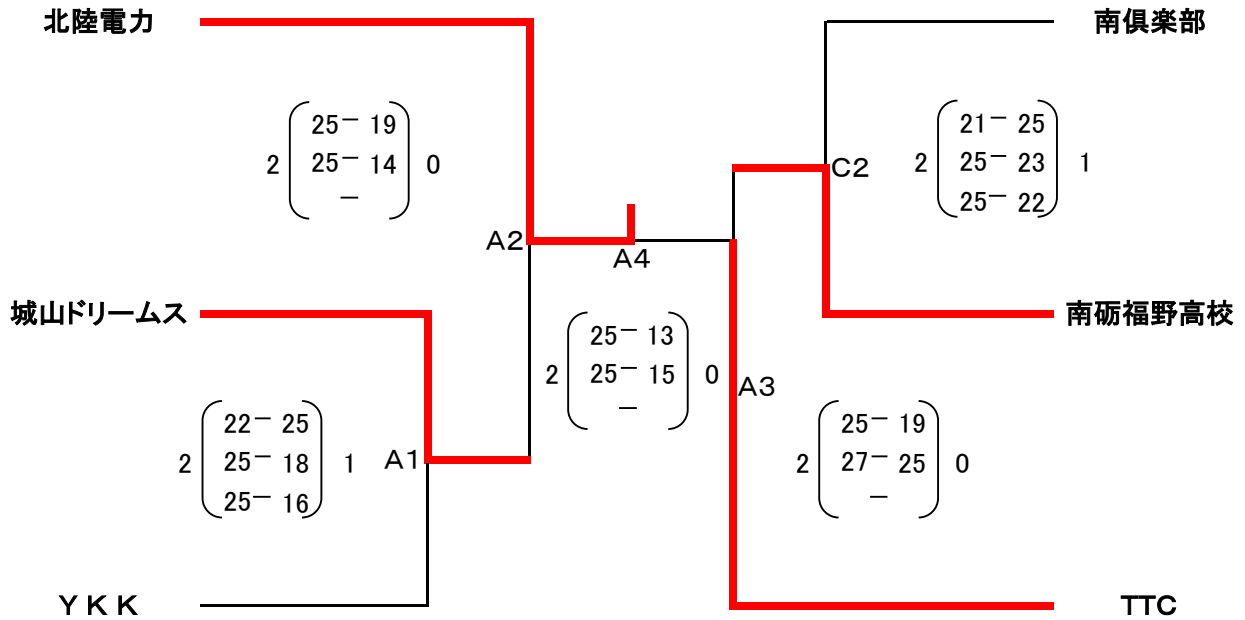 北陸電力
南倶楽部
2 25－19 0
25－14
－
2 21－25 1
25－23
25－22
C2
A2
A4
城山ドリームス
南砺福野高校
2 25－13 0
25－15
－
A3
2 22－25 1
25－18
25－16
A1
2 25－19 0
27－25
－
ＹＫＫ
TTC